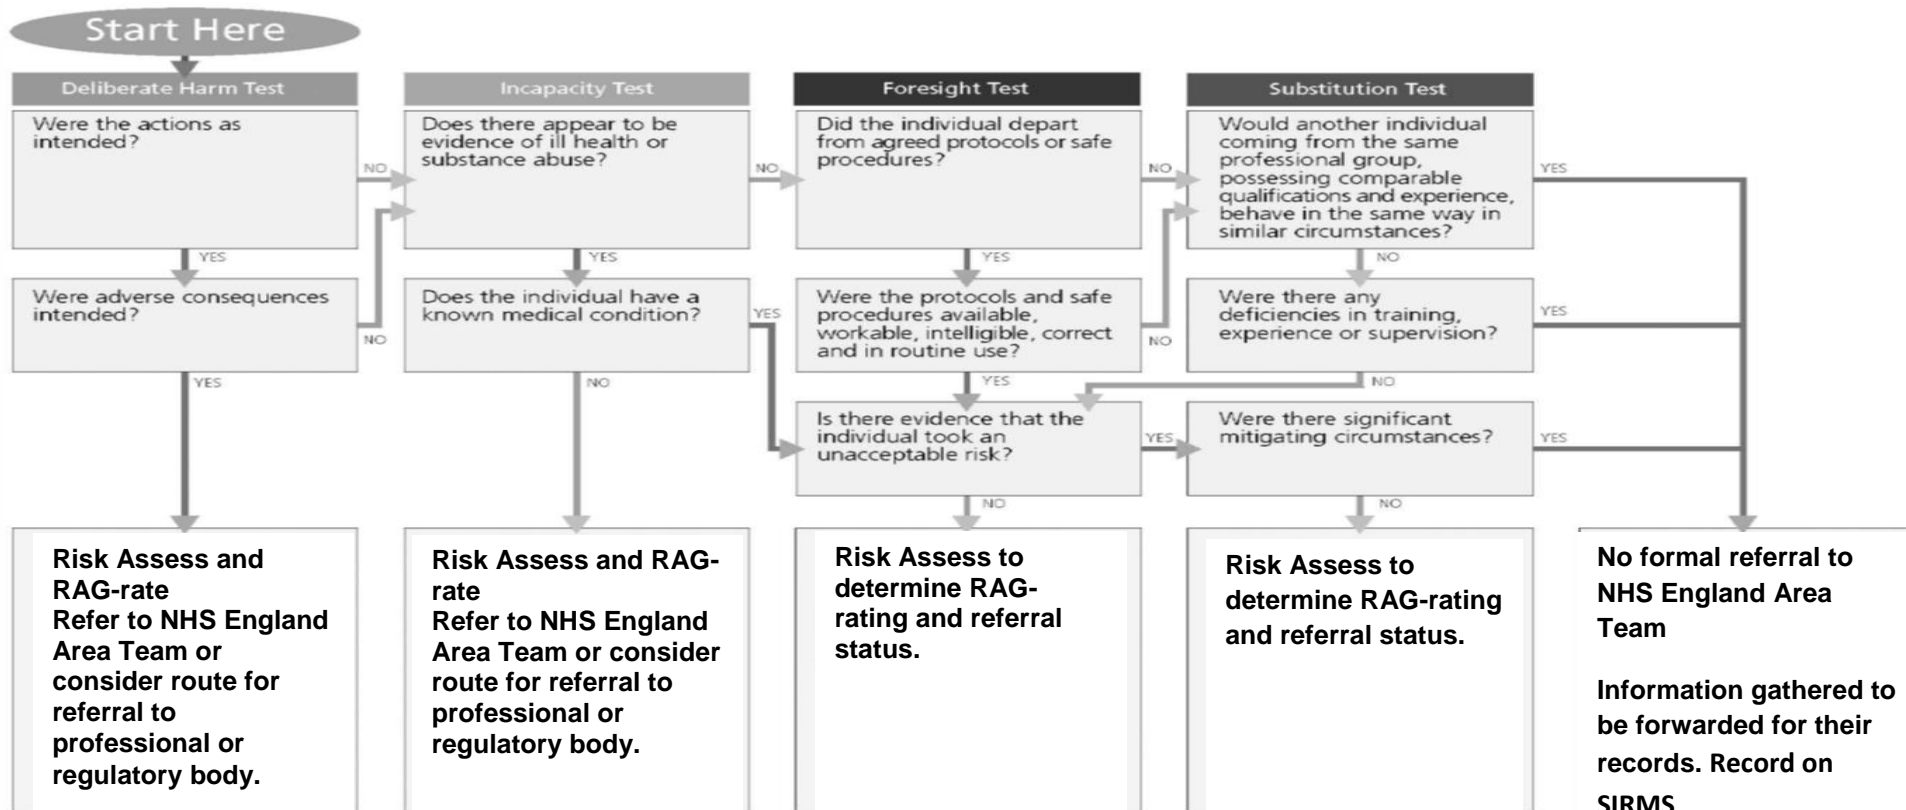 Start Here
Deliberate Harm Test
Were the actions as
intended?
NO
YES
Were adverse consequences
intended?
NO
YES
Risk Assess and
RAG-rate
Refer to NHS England
Area Team or
consider route for
referral to
professional or
regulatory body.
Incapacity Test
Does there appear to be
evidence of ill health or
substance abuse?
NO
YES
Does the individual have a
known medical condition?
YES
NO
Risk Assess and RAG-
rate
Refer to NHS England
Area Team or consider
route for referral to
professional or
regulatory body.
Foresight Test
Did the individual depart
from agreed protocols or safe
procedures?
NO
YES
Were the protocols and safe
procedures available,
workable, intelligible, correct
and in routine use?
NO
YES
Is there evidence that the
individual took an
unacceptable risk?
YES
NO
Risk Assess to
determine RAG-
rating and referral
status.
Substitution Test
Would another individual
coming from the same
professional group,
possessing comparable
qualifications and experience,
behave in the same way in
similar circumstances?
YES
NO
Were there any
deficiencies in training,
experience or supervision?
YES
NO
Were there significant
mitigating circumstances?
YES
NO
Risk Assess to
determine RAG-rating
and referral status.
No formal referral to
NHS England Area
Team
Information gathered to
be forwarded for their
records. Record on
SIRMS